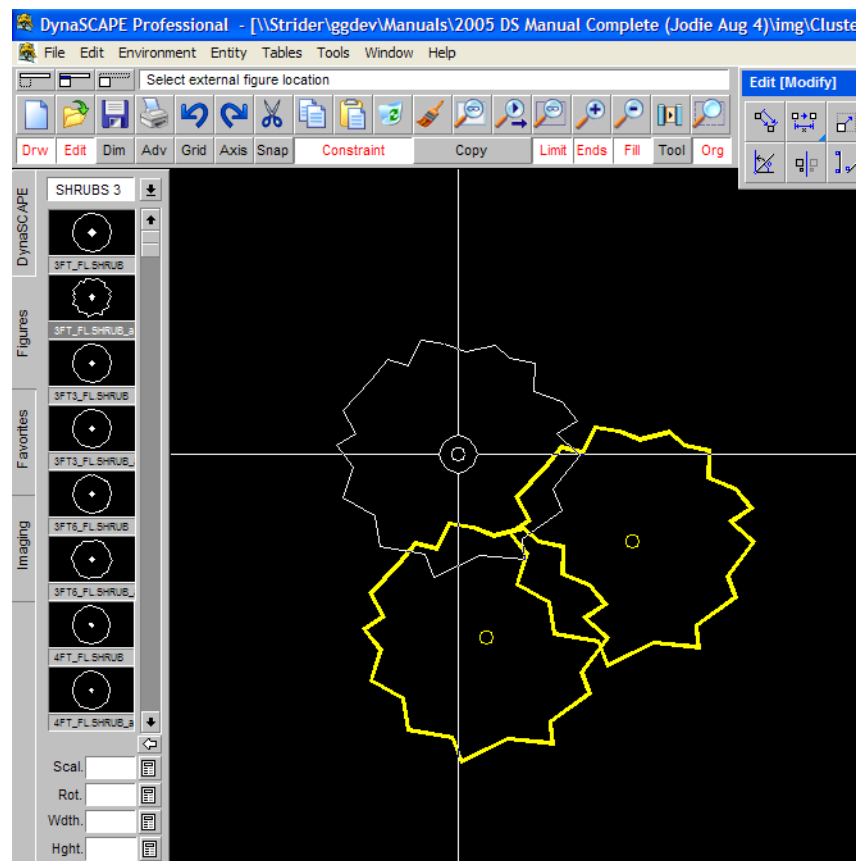 DynaSCAPE Professional - [\\Strider\ggdev\Manuals\2005 DS Manual Complete (Jodie Aug 4)\img\Cluste
File Edit Environment Entity Tables Tools Window Help
Select external figure location
Edit [Modify]
Drw Edit Dim Adv Grid Axis Snap Constraint Copy Limit Ends Fill Tool Org
DynaSCAPE
Figures
Favorites
Imaging
SHRUBS 3
3FT_FL.SHRUB
3FT_FL.SHRUB_a
3FT3_FL.SHRUB
3FT3_FL.SHRUB_
3FT6_FL.SHRUB
3FT6_FL.SHRUB_
4FT_FL.SHRUB
4FT_FL.SHRUB_a
Scal.
Rot.
Wdth.
Hght.